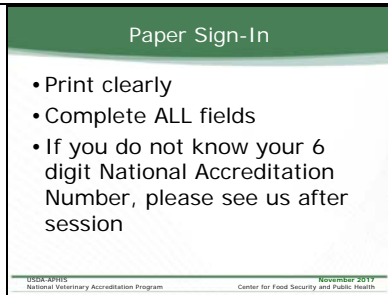 Paper Sign-In
• Print clearly
• Complete ALL fields
• If you do not know your 6
digit National Accreditation
Number, please see us after
session
USDA-APHIS
National Veterinary Accreditation Program
November 2017
Center for Food Security and Public Health